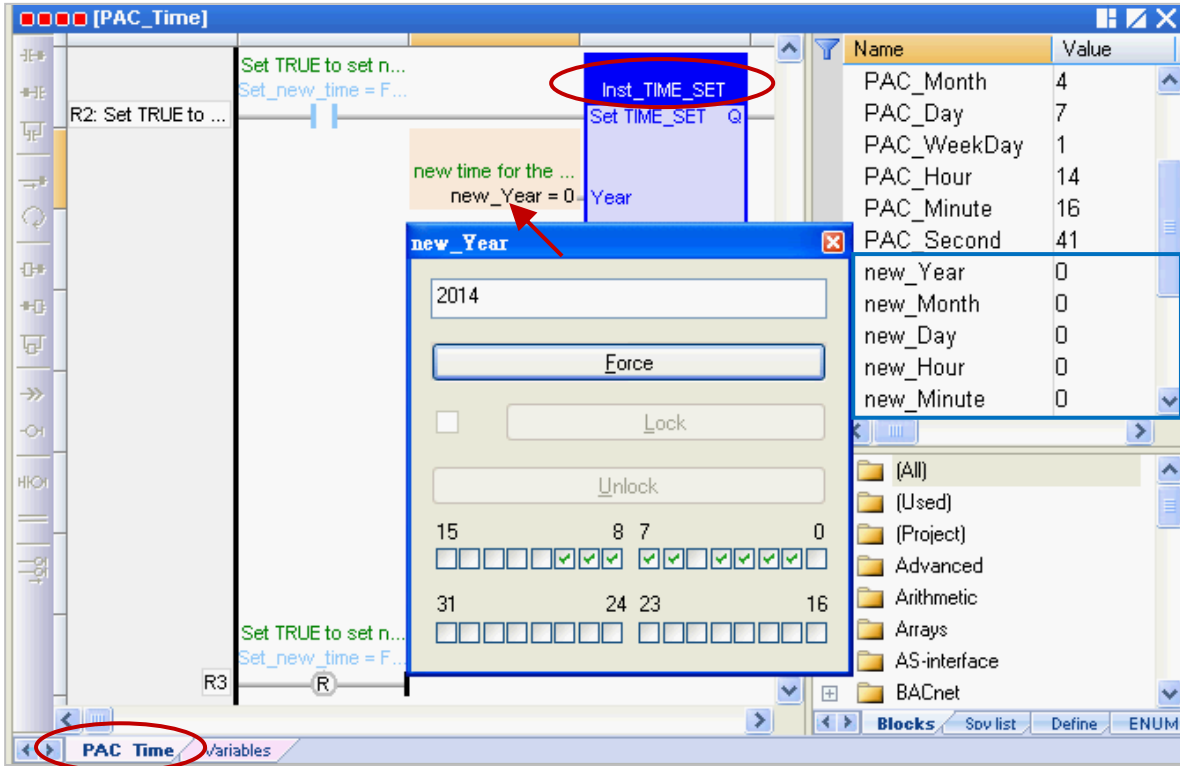 [PAC_Time]
Set TRUE to set n...
Set_new_time = F...
R2: Set TRUE to ...
Inst_TIME_SET
Set TIME_SET Q
new time for the ...
new_Year = 0
Year
new_Year
2014
Force
Lock
Unlock
15 8 7 0
31 24 23 16
Set TRUE to set n...
Set_new_time = F...
R3
R
PAC_Time
Variables
Name Value
PAC_Month 4
PAC_Day 7
PAC_WeekDay 1
PAC_Hour 14
PAC_Minute 16
PAC_Second 41
new_Year 0
new_Month 0
new_Day 0
new_Hour 0
new_Minute 0
(All)
(Used)
(Project)
Advanced
Arithmetic
Arrays
AS-interface
BACnet
Blocks Spy list Define ENUM